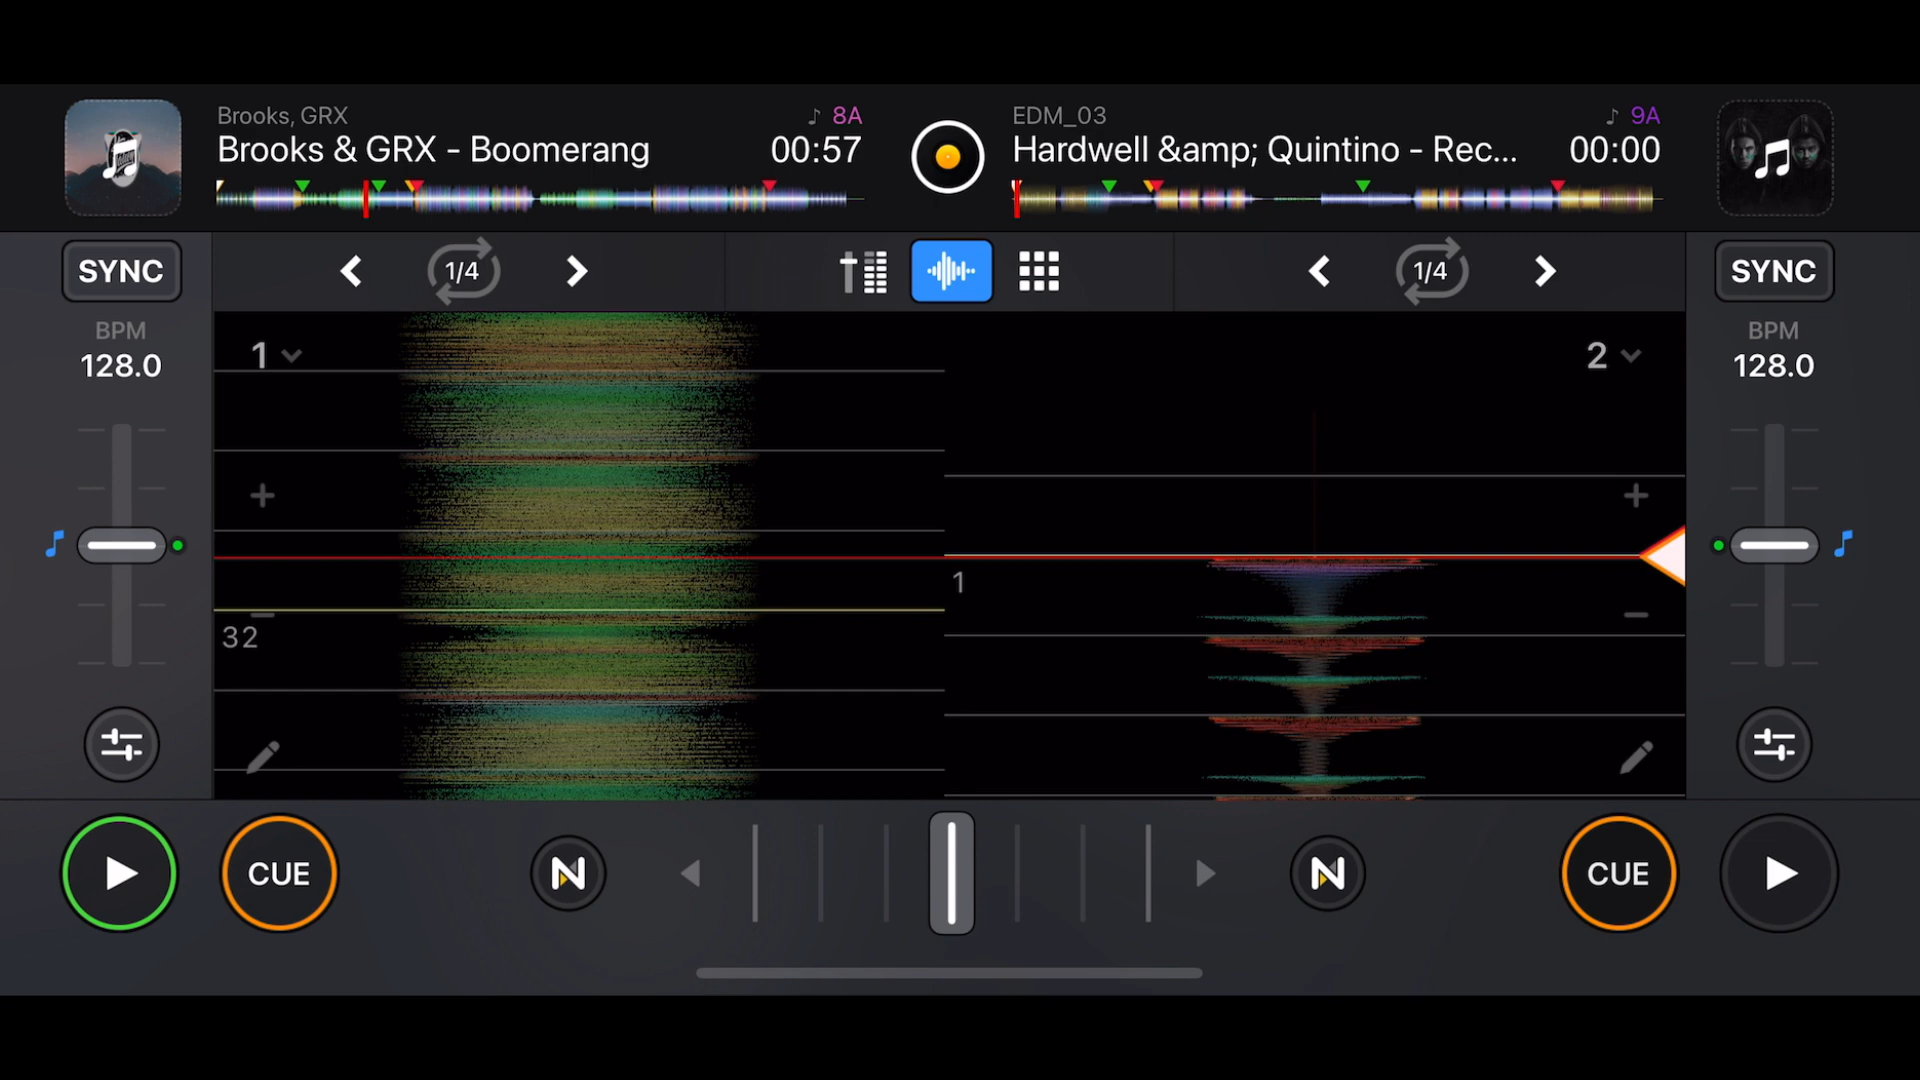 Brooks, GRX
8A
Brooks & GRX - Boomerang
00:57
EDM_03
9A
Hardwell &amp; Quintino - Rec...
00:00
SYNC
1/4
1/4
SYNC
BPM
128.0
BPM
128.0
1
2
1
32
CUE
N
N
CUE